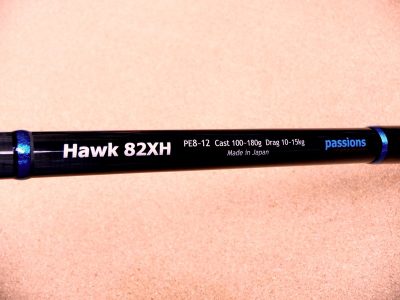 Hawk 82XH PE8-12 Cast 100-180g Drag 10-15kg passions
Made in Japan